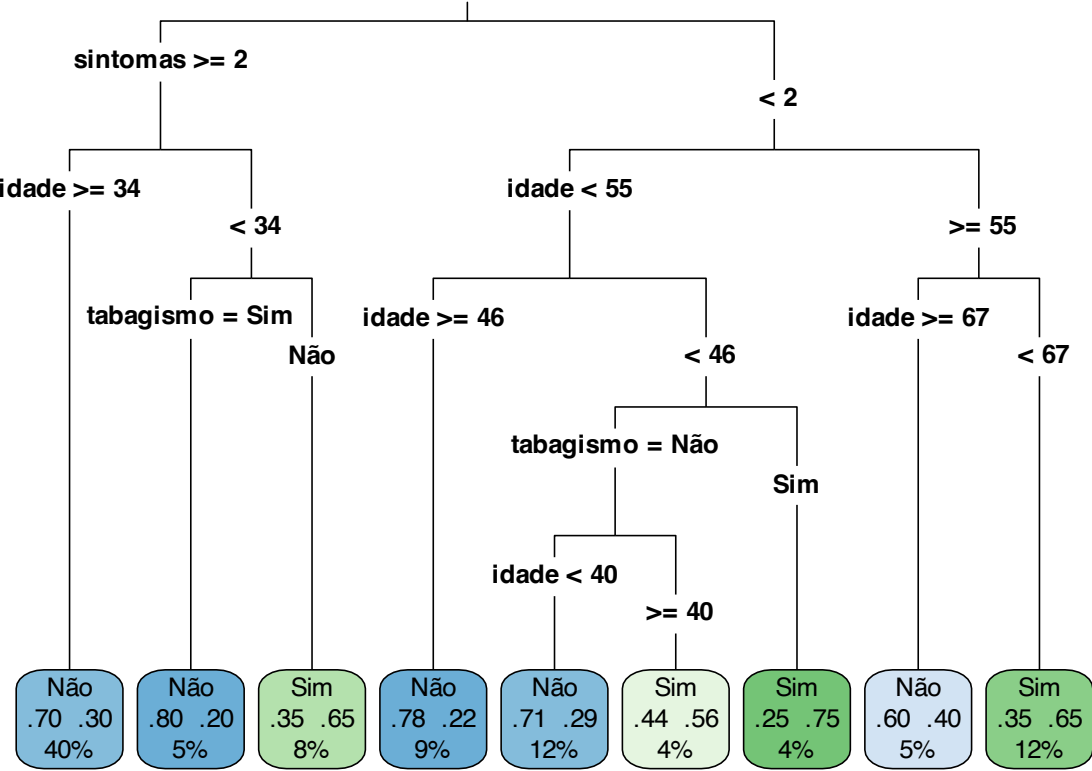 sintomas >= 2
< 2
idade >= 34
< 34
idade < 55
>= 55
tabagismo = Sim
Não
idade >= 46
< 46
idade >= 67
< 67
tabagismo = Não
Sim
idade < 40
>= 40
Não
.70 .30
40%
Não
.80 .20
5%
Sim
.35 .65
8%
Não
.78 .22
9%
Não
.71 .29
12%
Sim
.44 .56
4%
Sim
.25 .75
4%
Não
.60 .40
5%
Sim
.35 .65
12%